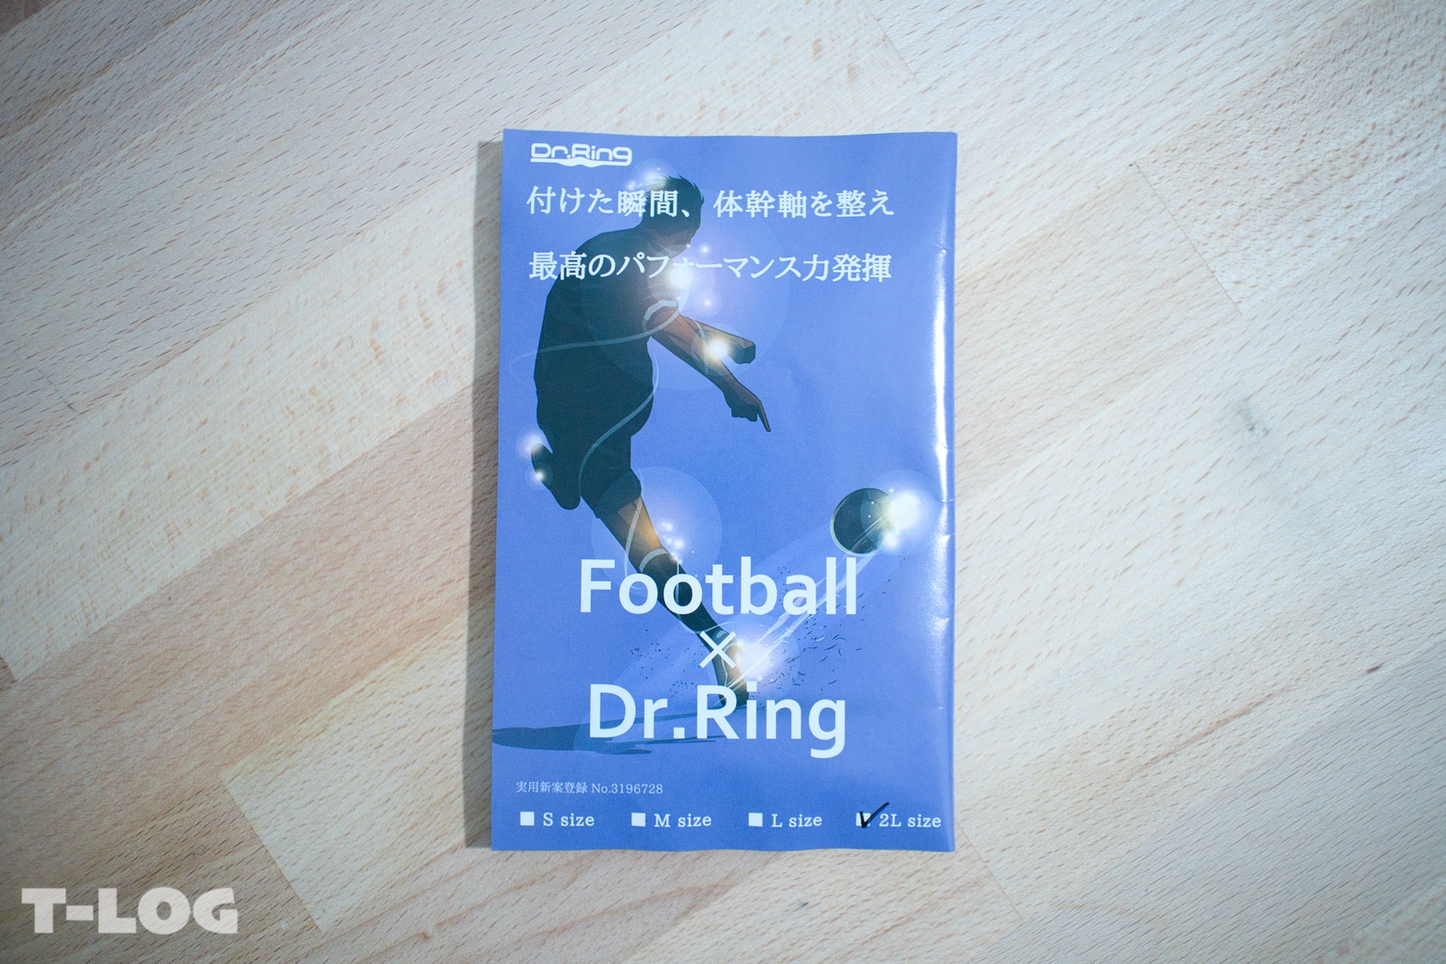 Dr.Ring
付けた瞬間、体幹軸を整え
最高のパフォーマンス力発揮
Football
×
Dr.Ring
実用新案登録 No.3196728
S size M size L size 2L size
T-LOG